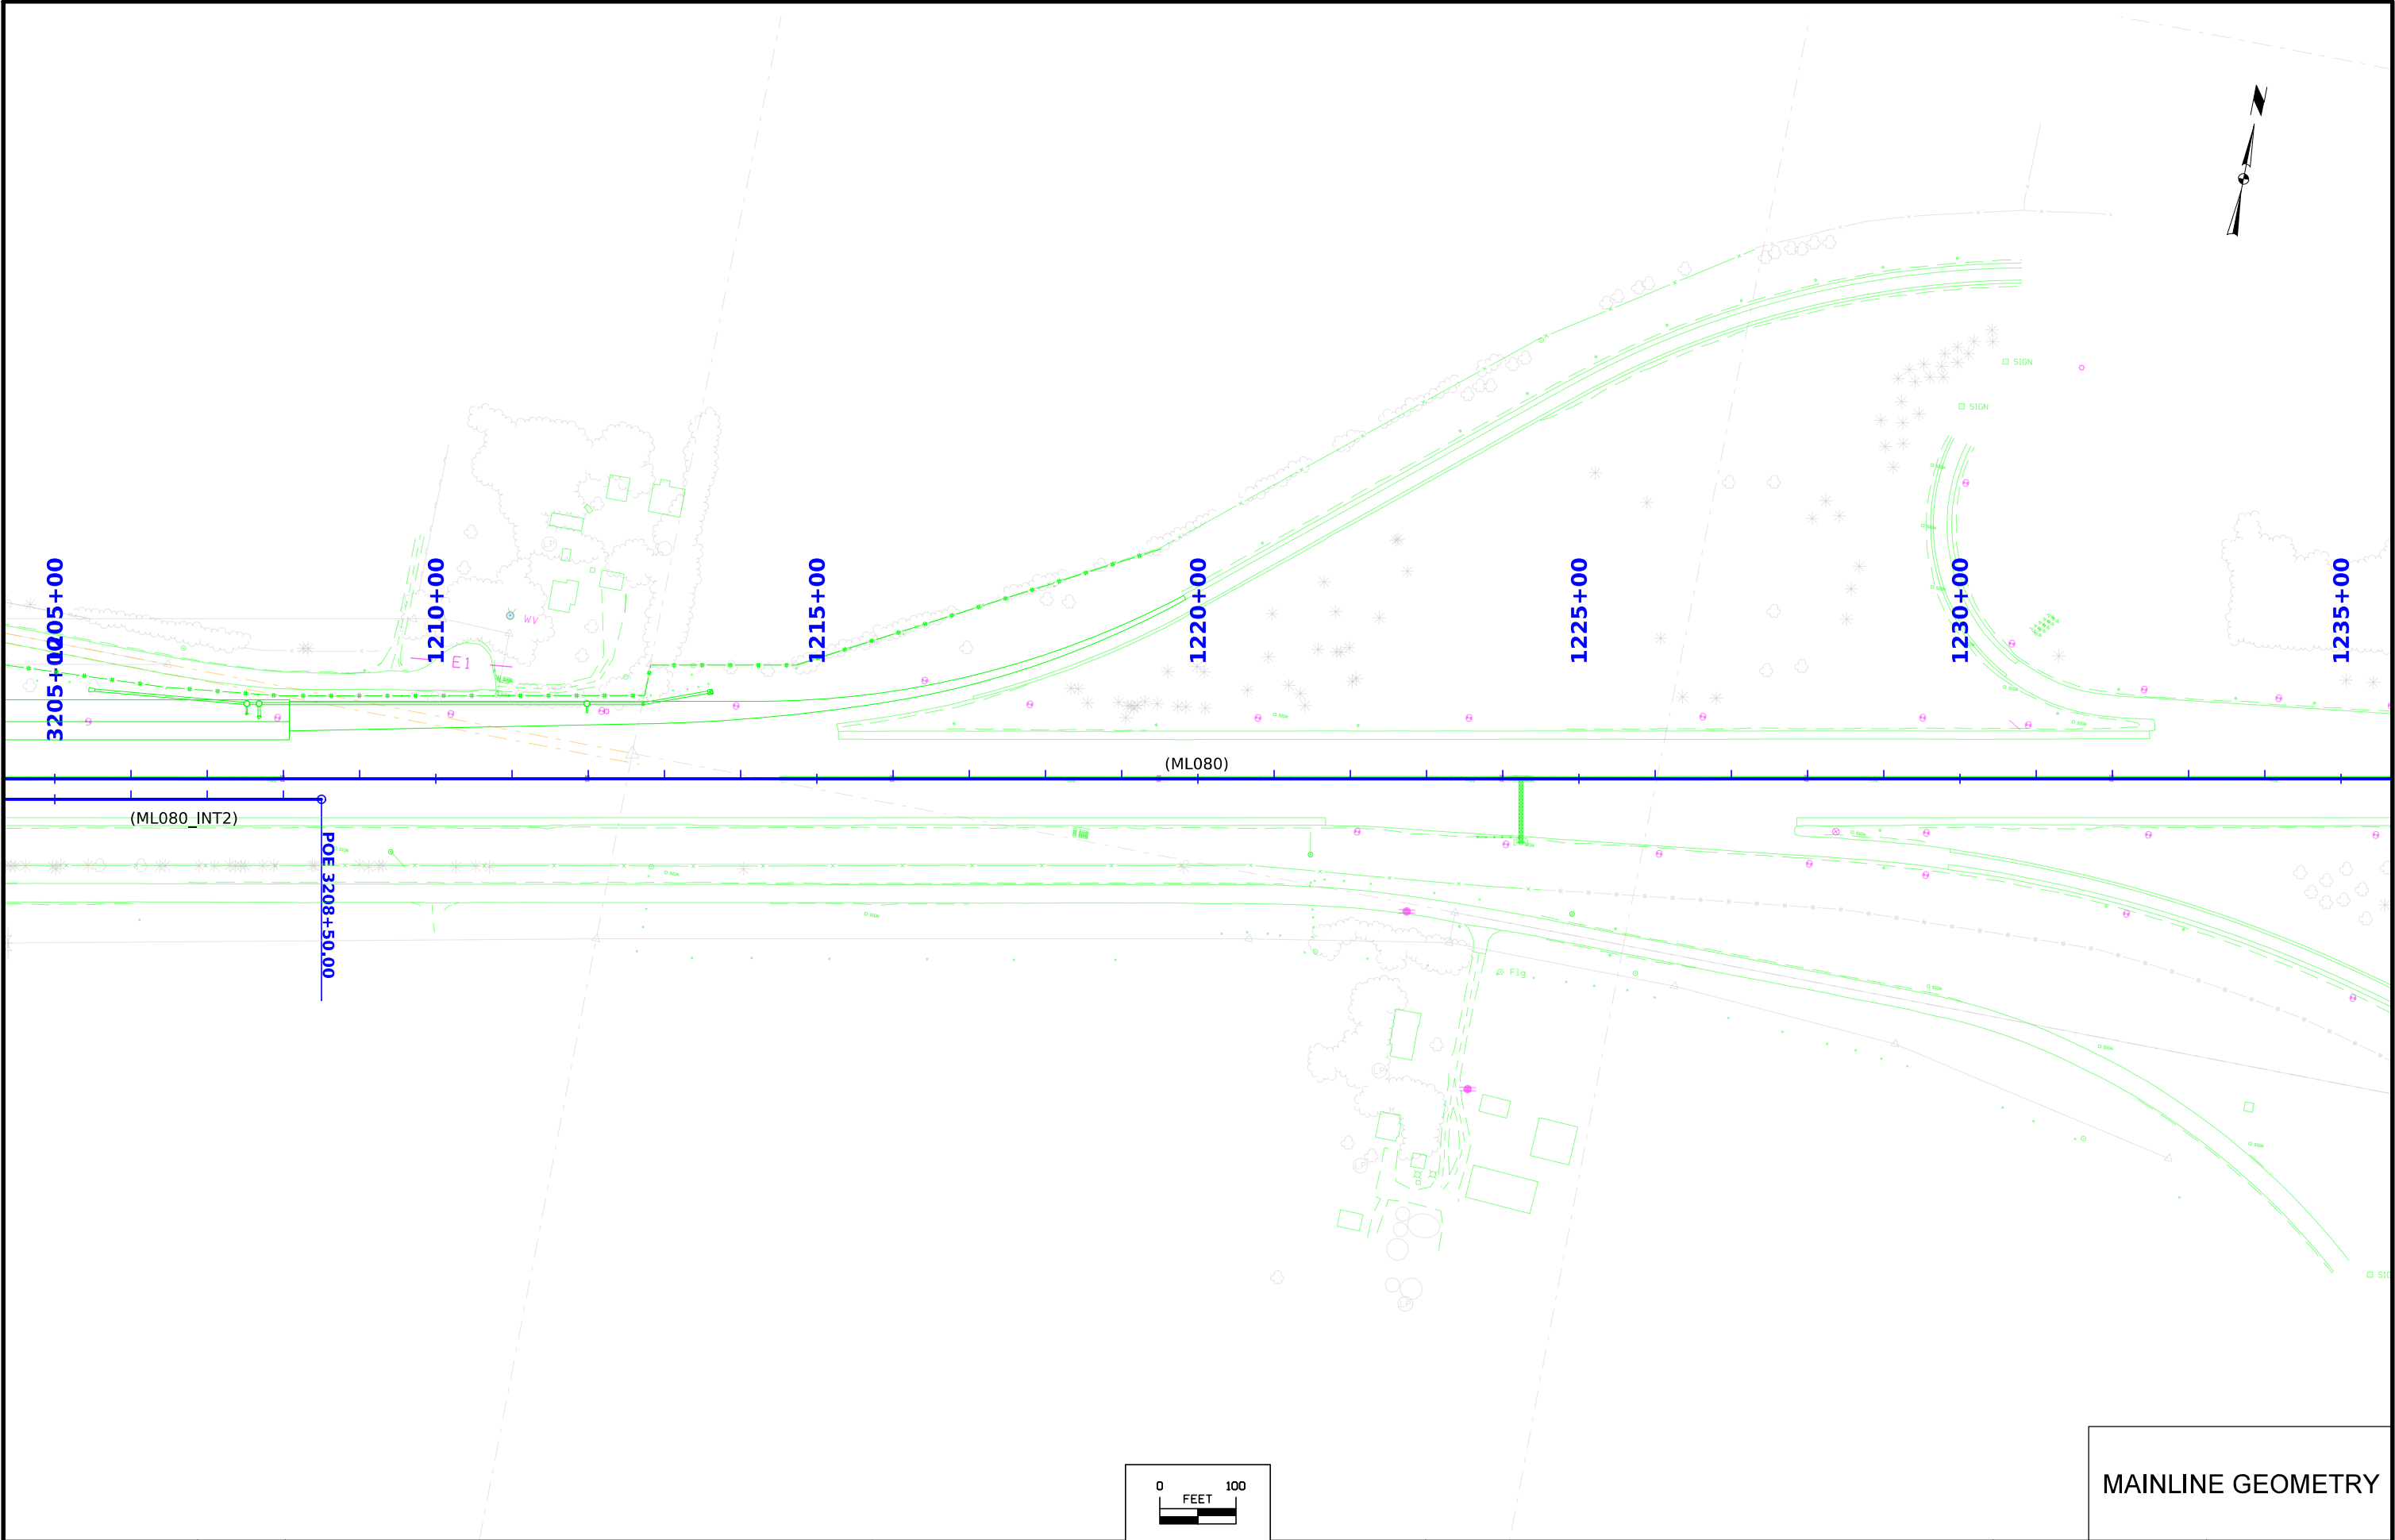 N
SIGN
SIGN
1205+00
1210+00
1215+00
1220+00
1225+00
1230+00
1235+00
WV
E1
3205+00
(ML080)
(ML080_INT2)
POE 3208+50.00
Flg
0 100
FEET
MAINLINE GEOMETRY